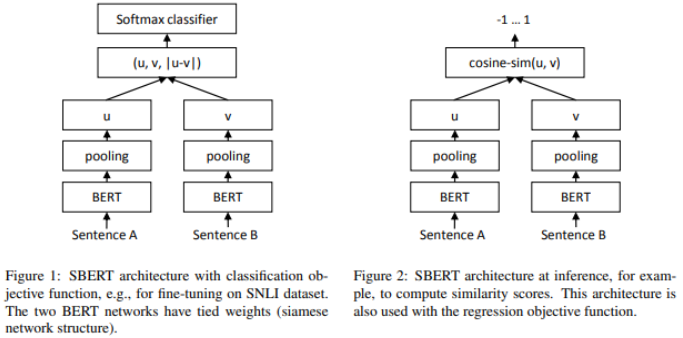 Softmax classifier
(u, v, |u-v|)
u
v
pooling
pooling
BERT
BERT
Sentence A
Sentence B
Figure 1: SBERT architecture with classification ob-
jective function, e.g., for fine-tuning on SNLI dataset.
The two BERT networks have tied weights (siamese
network structure).
-1 ... 1
cosine-sim(u, v)
u
v
pooling
pooling
BERT
BERT
Sentence A
Sentence B
Figure 2: SBERT architecture at inference, for exam-
ple, to compute similarity scores. This architecture is
also used with the regression objective function.